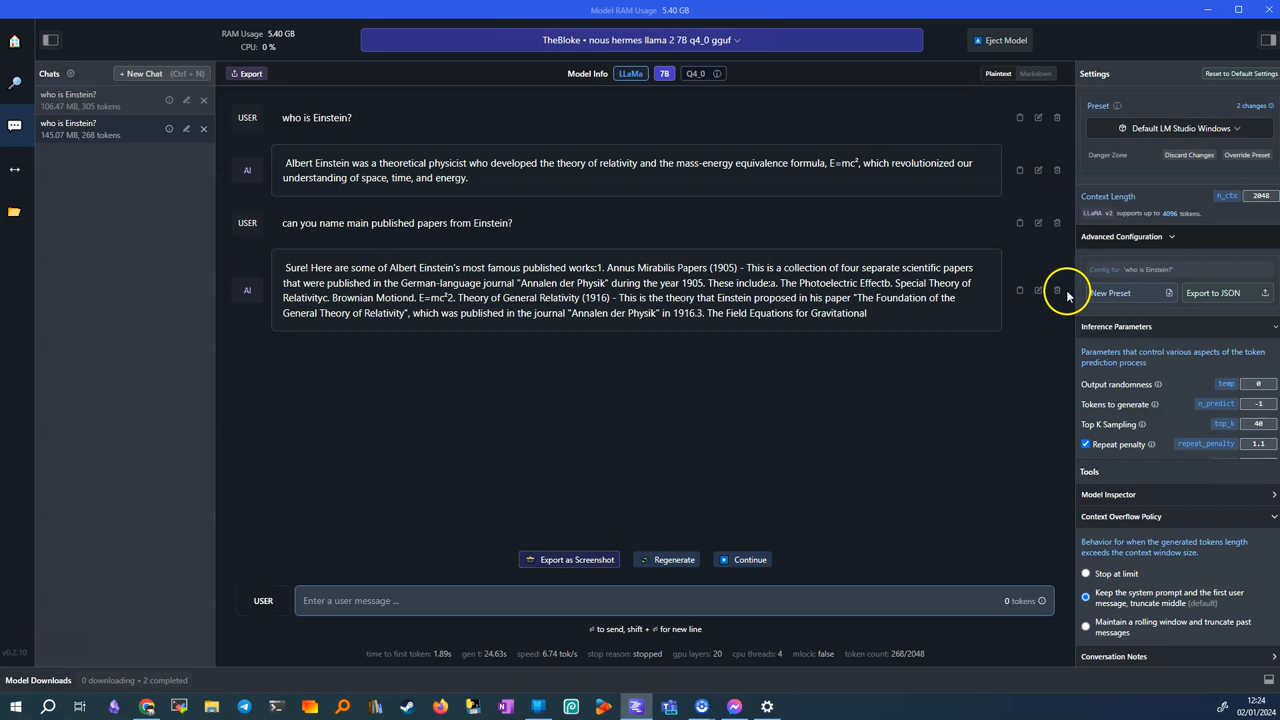 Model RAM Usage 5.40 GB
RAM Usage 5.40 GB
CPU: 0 %
TheBloke • nous hermes llama 2 7B q4_0 gguf
Eject Model
Chats
+ New Chat (Ctrl + N)
Export
Model Info LLaMa 7B Q4_0
Plaintext Markdown
Settings
Reset to Default Settings
who is Einstein?
106.47 MB, 305 tokens
who is Einstein?
145.07 MB, 268 tokens
USER
who is Einstein?
AI
Albert Einstein was a theoretical physicist who developed the theory of relativity and the mass-energy equivalence formula, E=mc², which revolutionized our
understanding of space, time, and energy.
USER
can you name main published papers from Einstein?
AI
Sure! Here are some of Albert Einstein's most famous published works:1. Annus Mirabilis Papers (1905) - This is a collection of four separate scientific papers
that were published in the German-language journal "Annalen der Physik" during the year 1905. These include:a. The Photoelectric Effectb. Special Theory of
Relativityc. Brownian Motiond. E=mc²2. Theory of General Relativity (1916) - This is the theory that Einstein proposed in his paper "The Foundation of the
General Theory of Relativity", which was published in the journal "Annalen der Physik" in 1916.3. The Field Equations for Gravitational
Export as Screenshot
Regenerate
Continue
USER
Enter a user message ...
0 tokens
⏎ to send, shift + ⏎ for new line
time to first token: 1.89s gen t: 24.63s speed: 6.74 tok/s stop reason: stopped gpu layers: 20 cpu threads: 4 mlock: false token count: 268/2048
Preset
2 changes
Default LM Studio Windows
Danger Zone Discard Changes Override Preset
Context Length n_ctx 2048
LLaMA v2 supports up to 4096 tokens.
Advanced Configuration
Config for 'who is Einstein?'
New Preset
Export to JSON
Inference Parameters
Parameters that control various aspects of the token
prediction process
Output randomness temp 0
Tokens to generate n_predict -1
Top K Sampling top_k 40
Repeat penalty repeat_penalty 1.1
Tools
Model Inspector
Context Overflow Policy
Behavior for when the generated tokens length
exceeds the context window size.
Stop at limit
Keep the system prompt and the first user
message, truncate middle (default)
Maintain a rolling window and truncate past
messages
Conversation Notes
v0.2.10
Model Downloads 0 downloading • 2 completed
12:24
02/01/2024